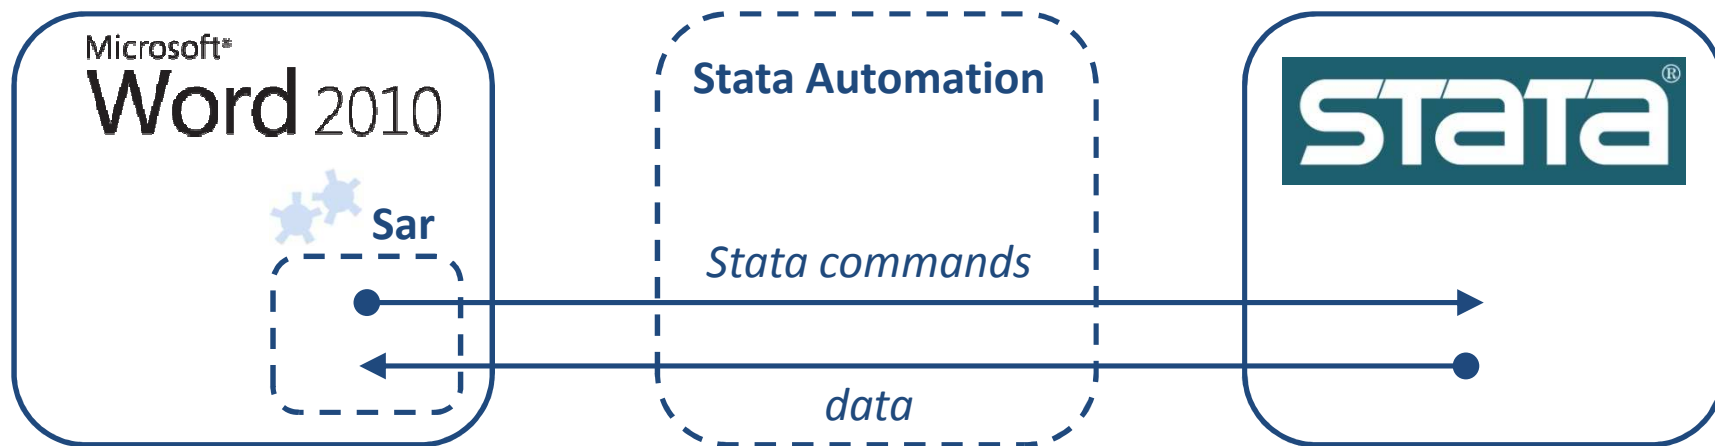 Microsoft®
Word 2010
Stata Automation
STATA®
Sar
Stata commands
data